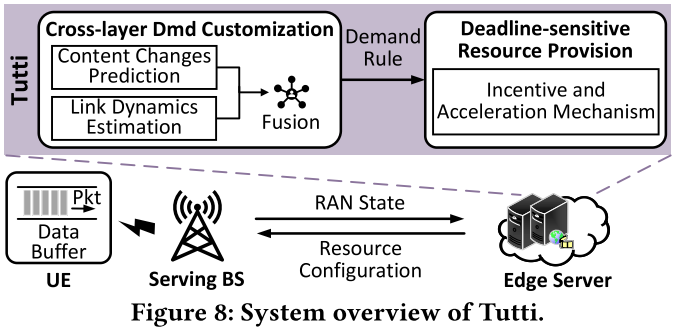 Tutti
Cross-layer Dmd Customization
Content Changes
Prediction
Link Dynamics
Estimation
Fusion
Demand
Rule
Deadline-sensitive
Resource Provision
Incentive and
Acceleration Mechanism
Pkt
Data
Buffer
UE
Serving BS
RAN State
Resource
Configuration
Edge Server
Figure 8: System overview of Tutti.